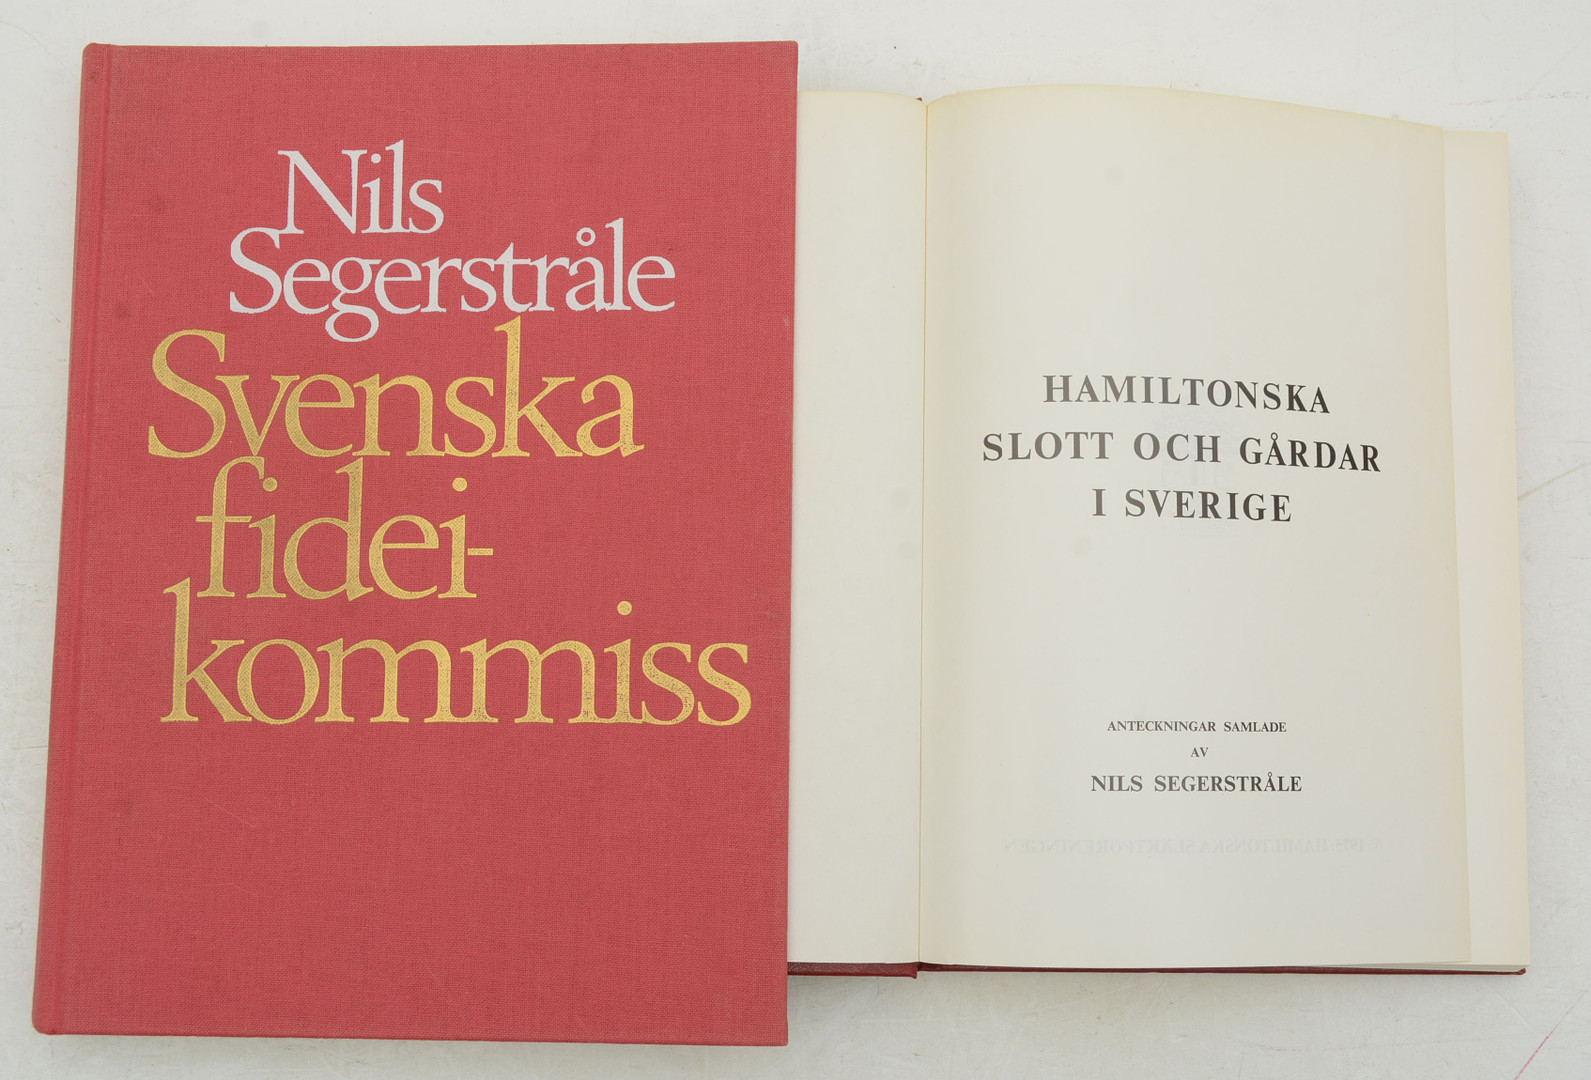 Nils
Segerstråle
Svenska
fidei-
kommiss
HAMILTONSKA
SLOTT OCH GÅRDAR
I SVERIGE
ANTECKNINGAR SAMLADE
AV
NILS SEGERSTRÅLE